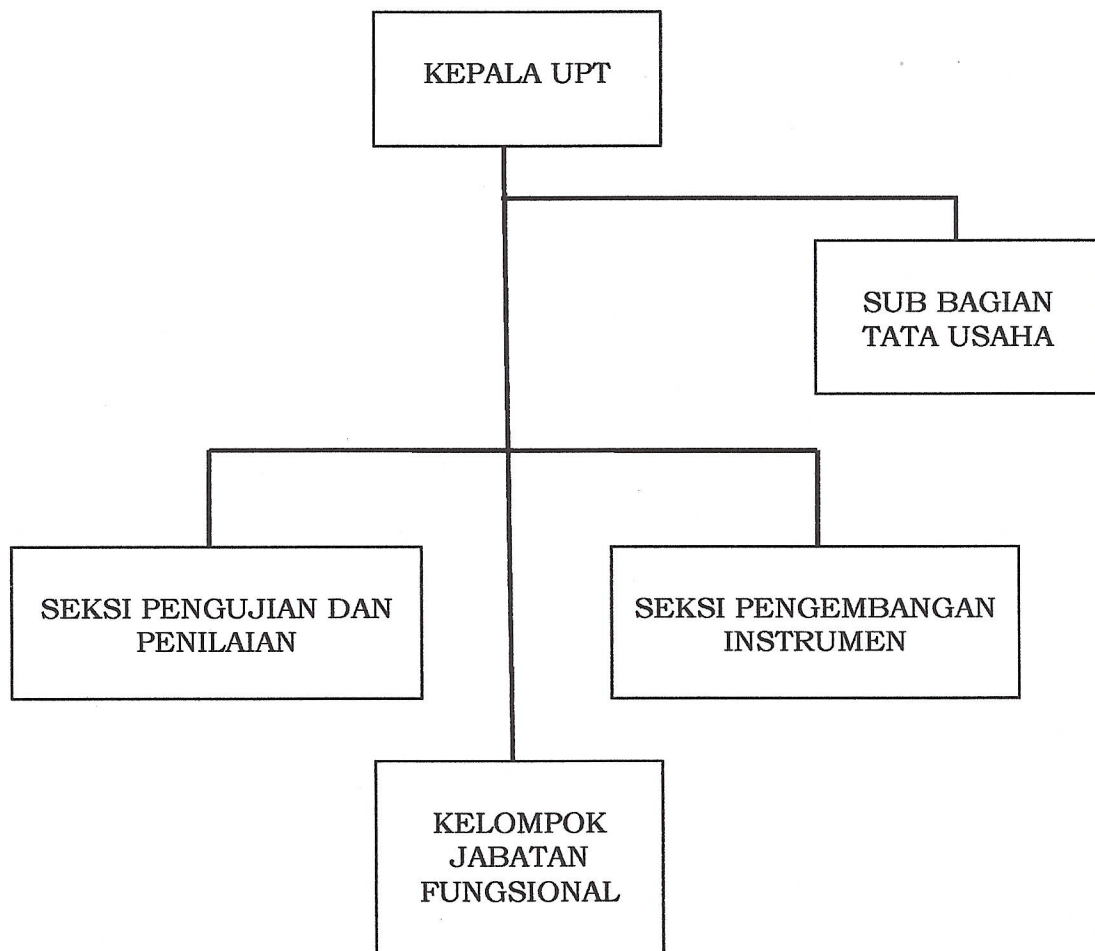 KEPALA UPT
SUB BAGIAN
TATA USAHA
SEKSI PENGUJIAN DAN
PENILAIAN
SEKSI PENGEMBANGAN
INSTRUMEN
KELOMPOK
JABATAN
FUNGSIONAL